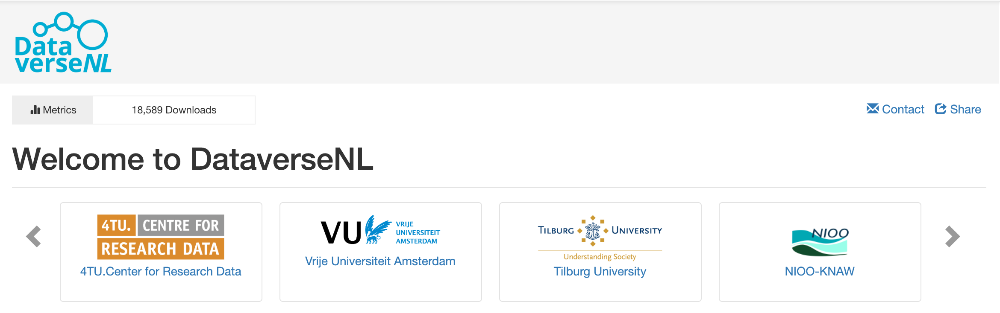 Data
verseNL
Metrics 18,589 Downloads Contact Share
Welcome to DataverseNL
4TU. CENTRE FOR
RESEARCH DATA
4TU.Center for Research Data
VU VRIJE
UNIVERSITEIT
AMSTERDAM
Vrije Universiteit Amsterdam
TILBURG UNIVERSITY
Understanding Society
Tilburg University
NIOO
NIOO-KNAW